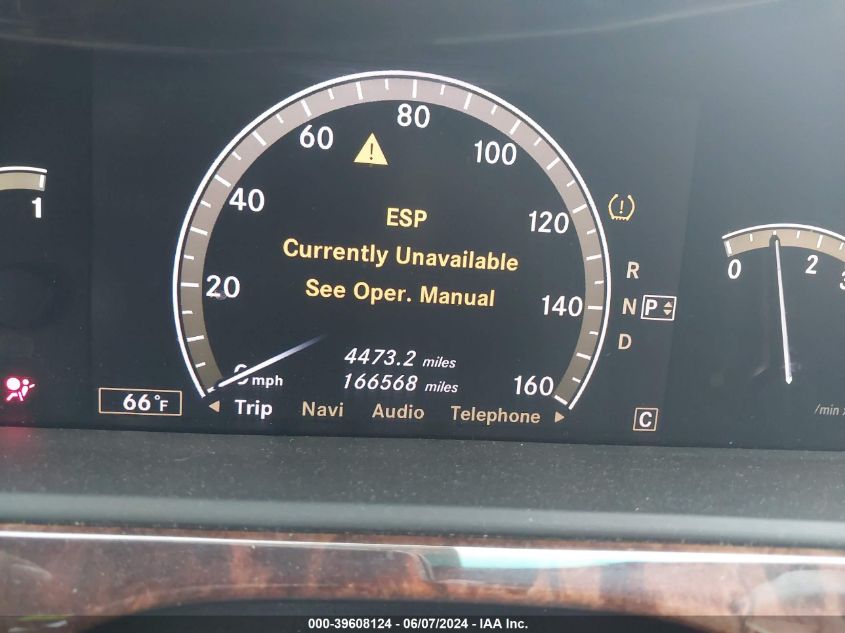 80
60
100
40
1
ESP
120
Currently Unavailable
R
0
2
20
See Oper. Manual
140
N P
D
4473.2 miles
mph
166568 miles
160
66°F
Trip Navi Audio Telephone
C
/min
000-39608124 - 06/07/2024 - IAA Inc.